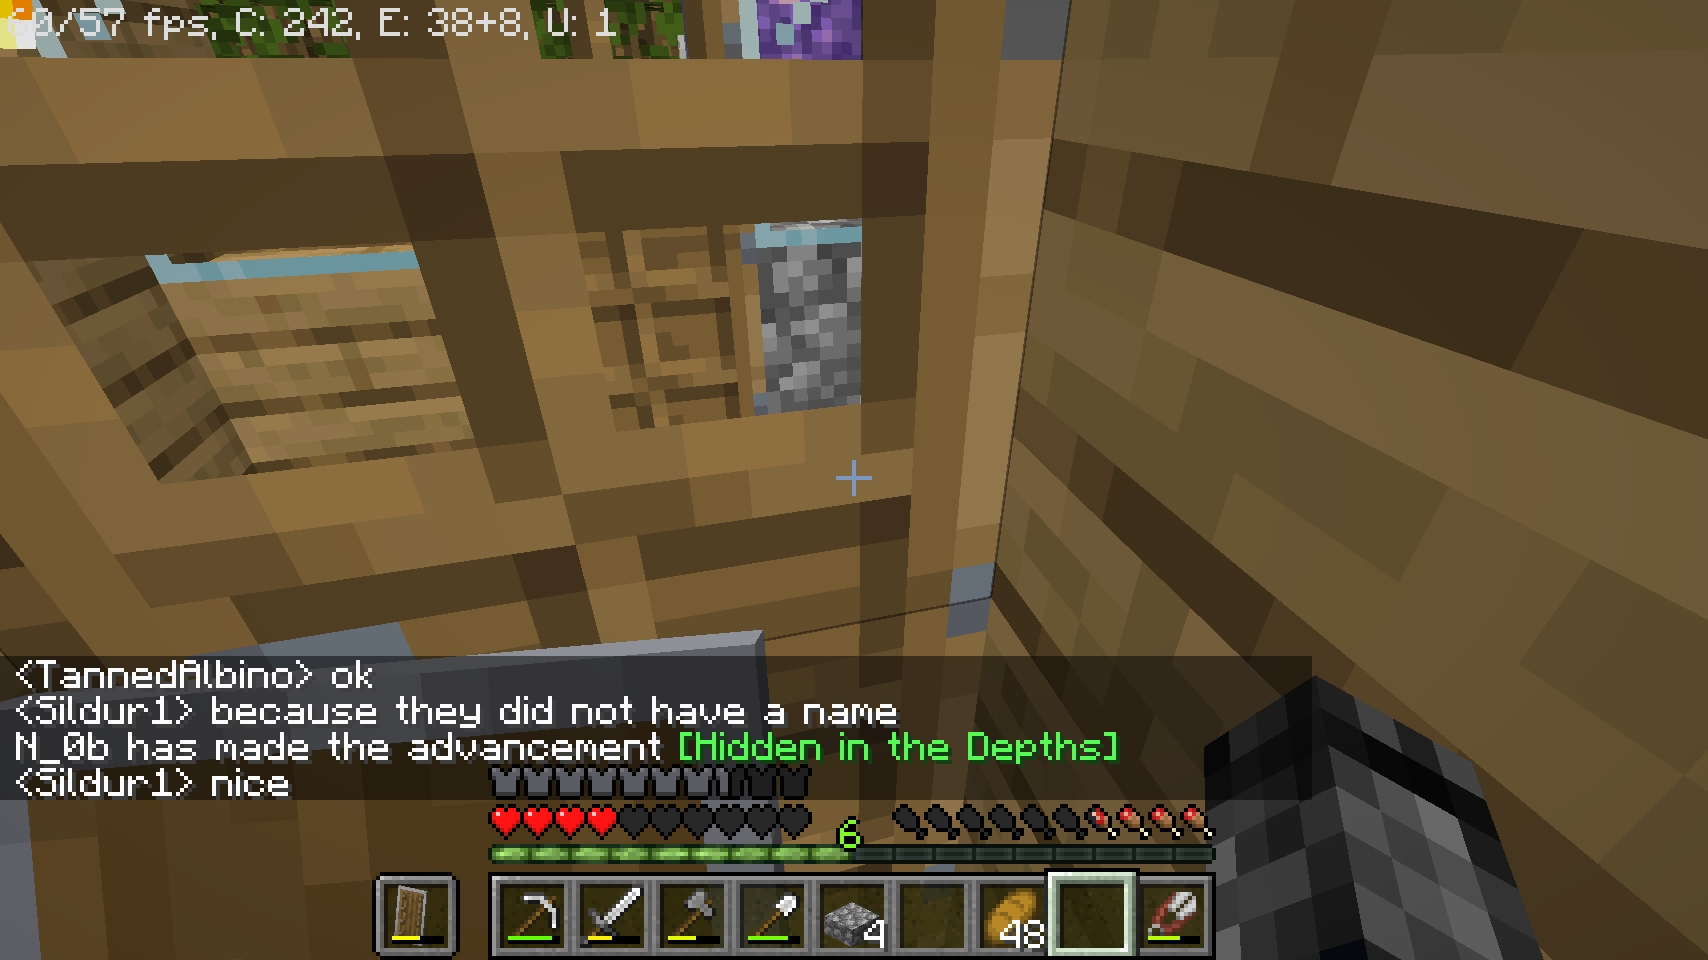 60/57 fps, C: 242, E: 38+8, U: 1
<TannedAlbino> ok
<Sildur1> because they did not have a name
N_0b has made the advancement [Hidden in the Depths]
<Sildur1> nice
6
4
48